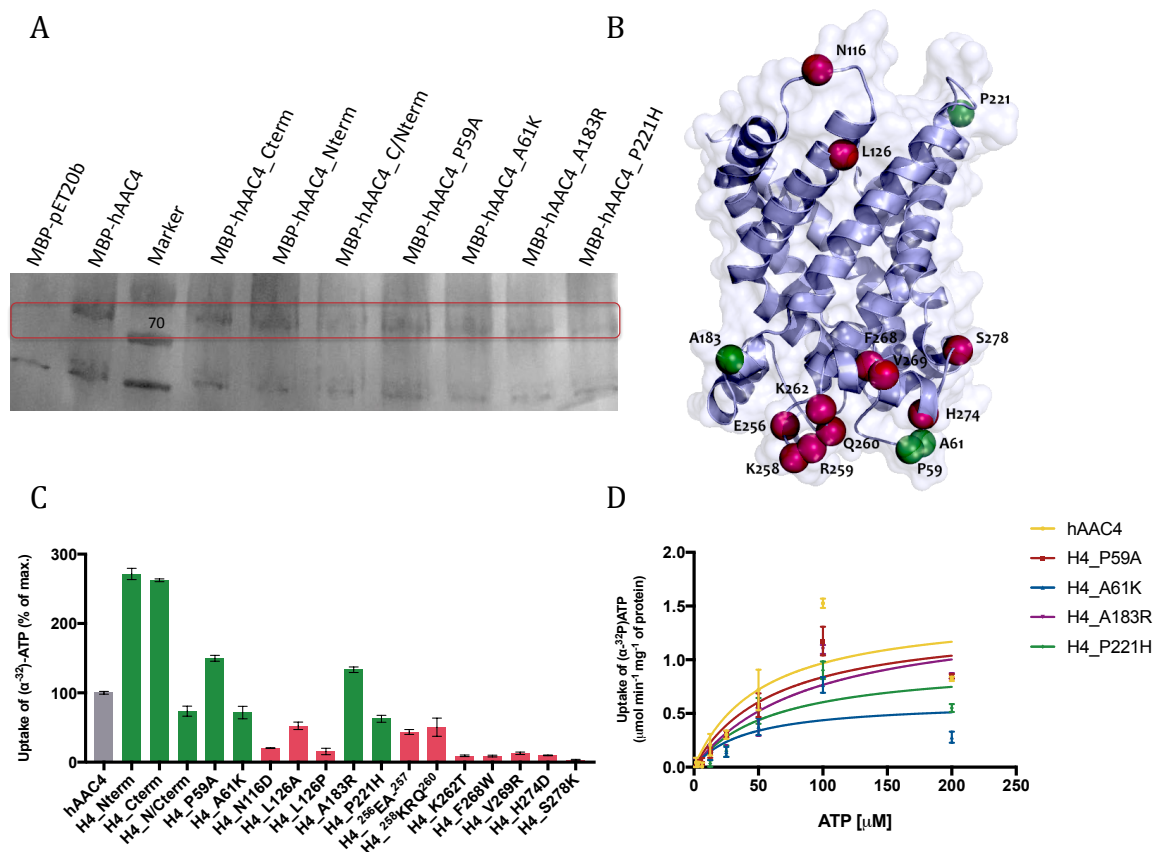 A
MBP-pET20b
MBP-hAAC4
Marker
MBP-hAAC4_Cterm
MBP-hAAC4_Nterm
MBP-hAAC4_C/Nterm
MBP-hAAC4_P59A
MBP-hAAC4_A61K
MBP-hAAC4_A183R
MBP-hAAC4_P221H
70
B
N116
P221
L126
A183
F268
S278
V269
K262
H274
E256
Q260
A61
K258
R259
P59
C
Uptake of (α-³²)-ATP (% of max.)
300
200
100
0
hAAC4
H4_Nterm
H4_Cterm
H4_N/Cterm
H4_P59A
H4_A61K
H4_N116D
H4_L126A
H4_L126P
H4_A183R
H4_P221H
H4_²⁵⁶EA-²⁵⁷
H4_²⁵⁸KRQ²⁶⁰
H4_K262T
H4_F268W
H4_V269R
H4_H274D
H4_S278K
D
Uptake of (α-³²P)ATP
(μmol min⁻¹ mg⁻¹ of protein)
2.0
1.5
1.0
0.5
0.0
0
50
100
150
200
250
ATP [μM]
hAAC4
H4_P59A
H4_A61K
H4_A183R
H4_P221H